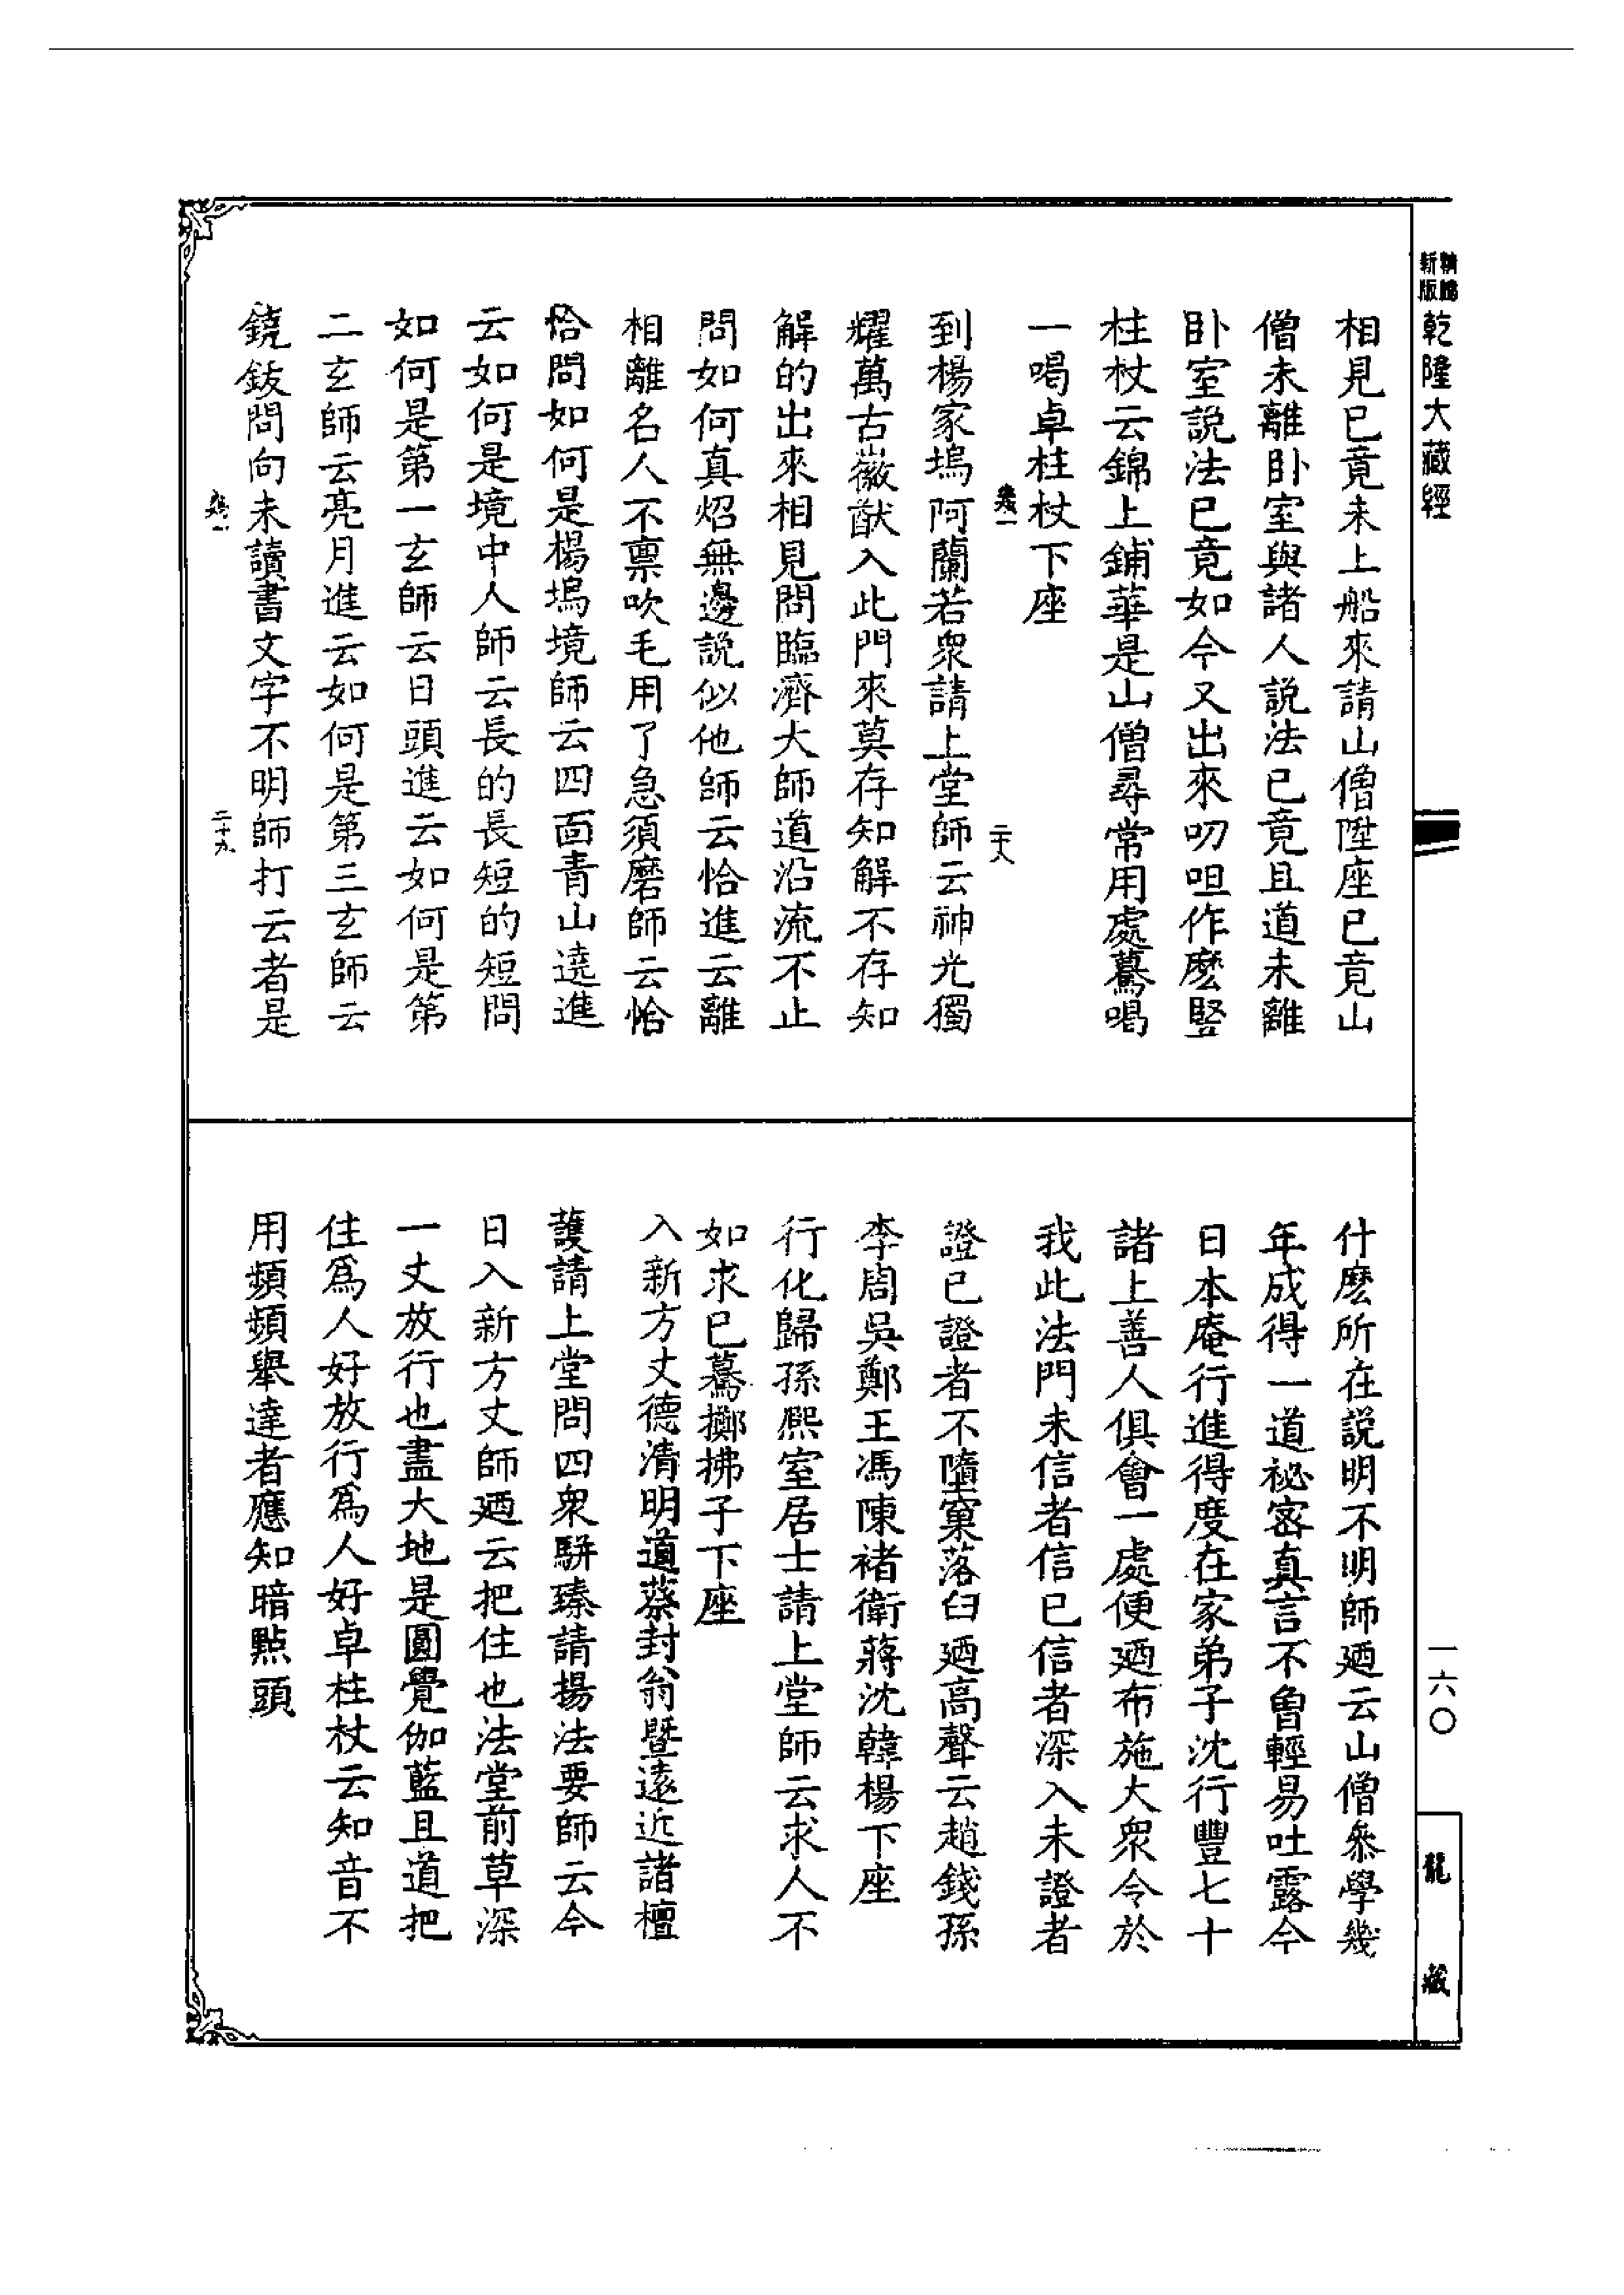 精縮
新版
乾隆大藏經
相見已竟未上船來請山僧陞座已竟山
僧未離卧室與諸人說法已竟且道未離
卧室說法已竟如今又出來叨呾作麽竪
柱杖云錦上鋪華是山僧尋常用處驀喝
一喝卓柱杖下座
卷一
二十八
到楊家塢阿蘭若衆請上堂師云神光獨
耀萬古徽猷入此門來莫存知解不存知
解的出來相見問臨濟大師道沿流不止
問如何真炤無邊說似他師云恰進云離
相離名人不禀吹毛用了急須磨師云恰
恰問如何是楊塢境師云四面青山遶進
云如何是境中人師云長的長短的短問
如何是第一玄師云日頭進云如何是第
二玄師云亮月進云如何是第三玄師云
鐃鈸問向未讀書文字不明師打云者是
卷一
二十九
什麽所在說明不明師廼云山僧叅學幾
年成得一道祕密真言不曾輕易吐露今
日本庵行進得度在家弟子沈行豐七十
諸上善人俱會一處便廼布施大衆令於
我此法門未信者信已信者深入未證者
證已證者不墮窠落臼廼高聲云趙錢孫
李周吳鄭王馮陳褚衛蔣沈韓楊下座
行化歸孫熈室居士請上堂師云求人不
如求已驀擲拂子下座
入新方丈德清明道蔡封翁暨遠近諸檀
護請上堂問四衆駢臻請揚法要師云今
日入新方丈師廼云把住也法堂前草深
一丈放行也盡大地是圓覺伽藍且道把
住爲人好放行爲人好卓柱杖云知音不
用頻頻舉達者應知暗㸃頭
一六〇
龍藏